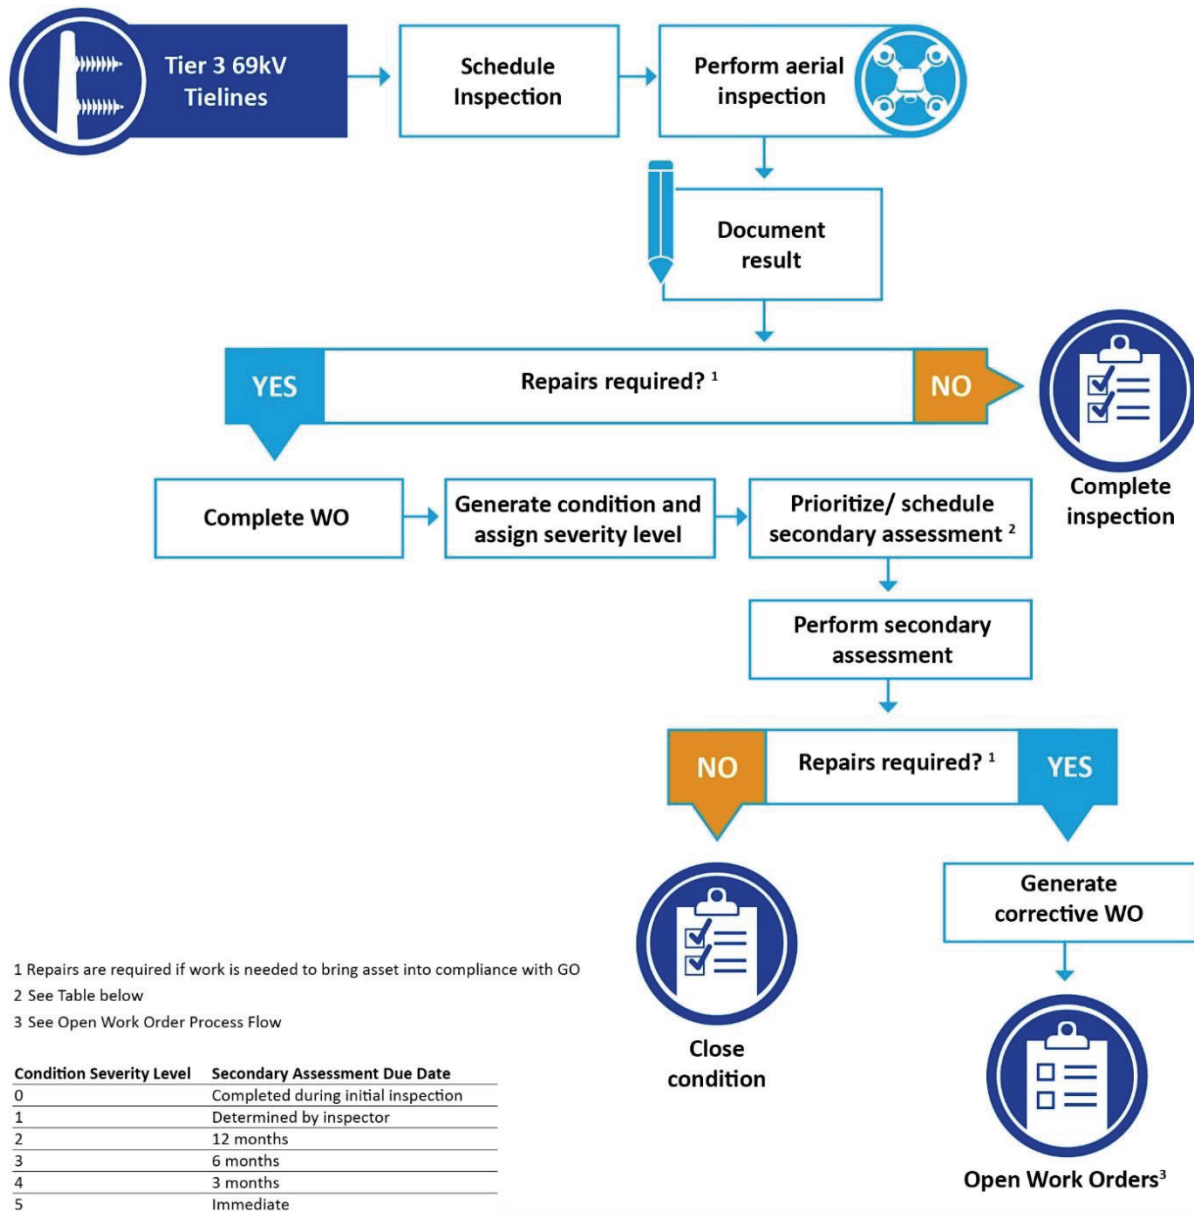 Tier 3 69kV
Tielines
Schedule
Inspection
Perform aerial
inspection
Document
result
YES
Repairs required? ¹
NO
Complete
inspection
Complete WO
Generate condition and
assign severity level
Prioritize/ schedule
secondary assessment ²
Perform secondary
assessment
NO
Repairs required? ¹
YES
Close
condition
Generate
corrective WO
Open Work Orders³
1 Repairs are required if work is needed to bring asset into compliance with GO
2 See Table below
3 See Open Work Order Process Flow
Condition Severity Level Secondary Assessment Due Date
0 Completed during initial inspection
1 Determined by inspector
2 12 months
3 6 months
4 3 months
5 Immediate